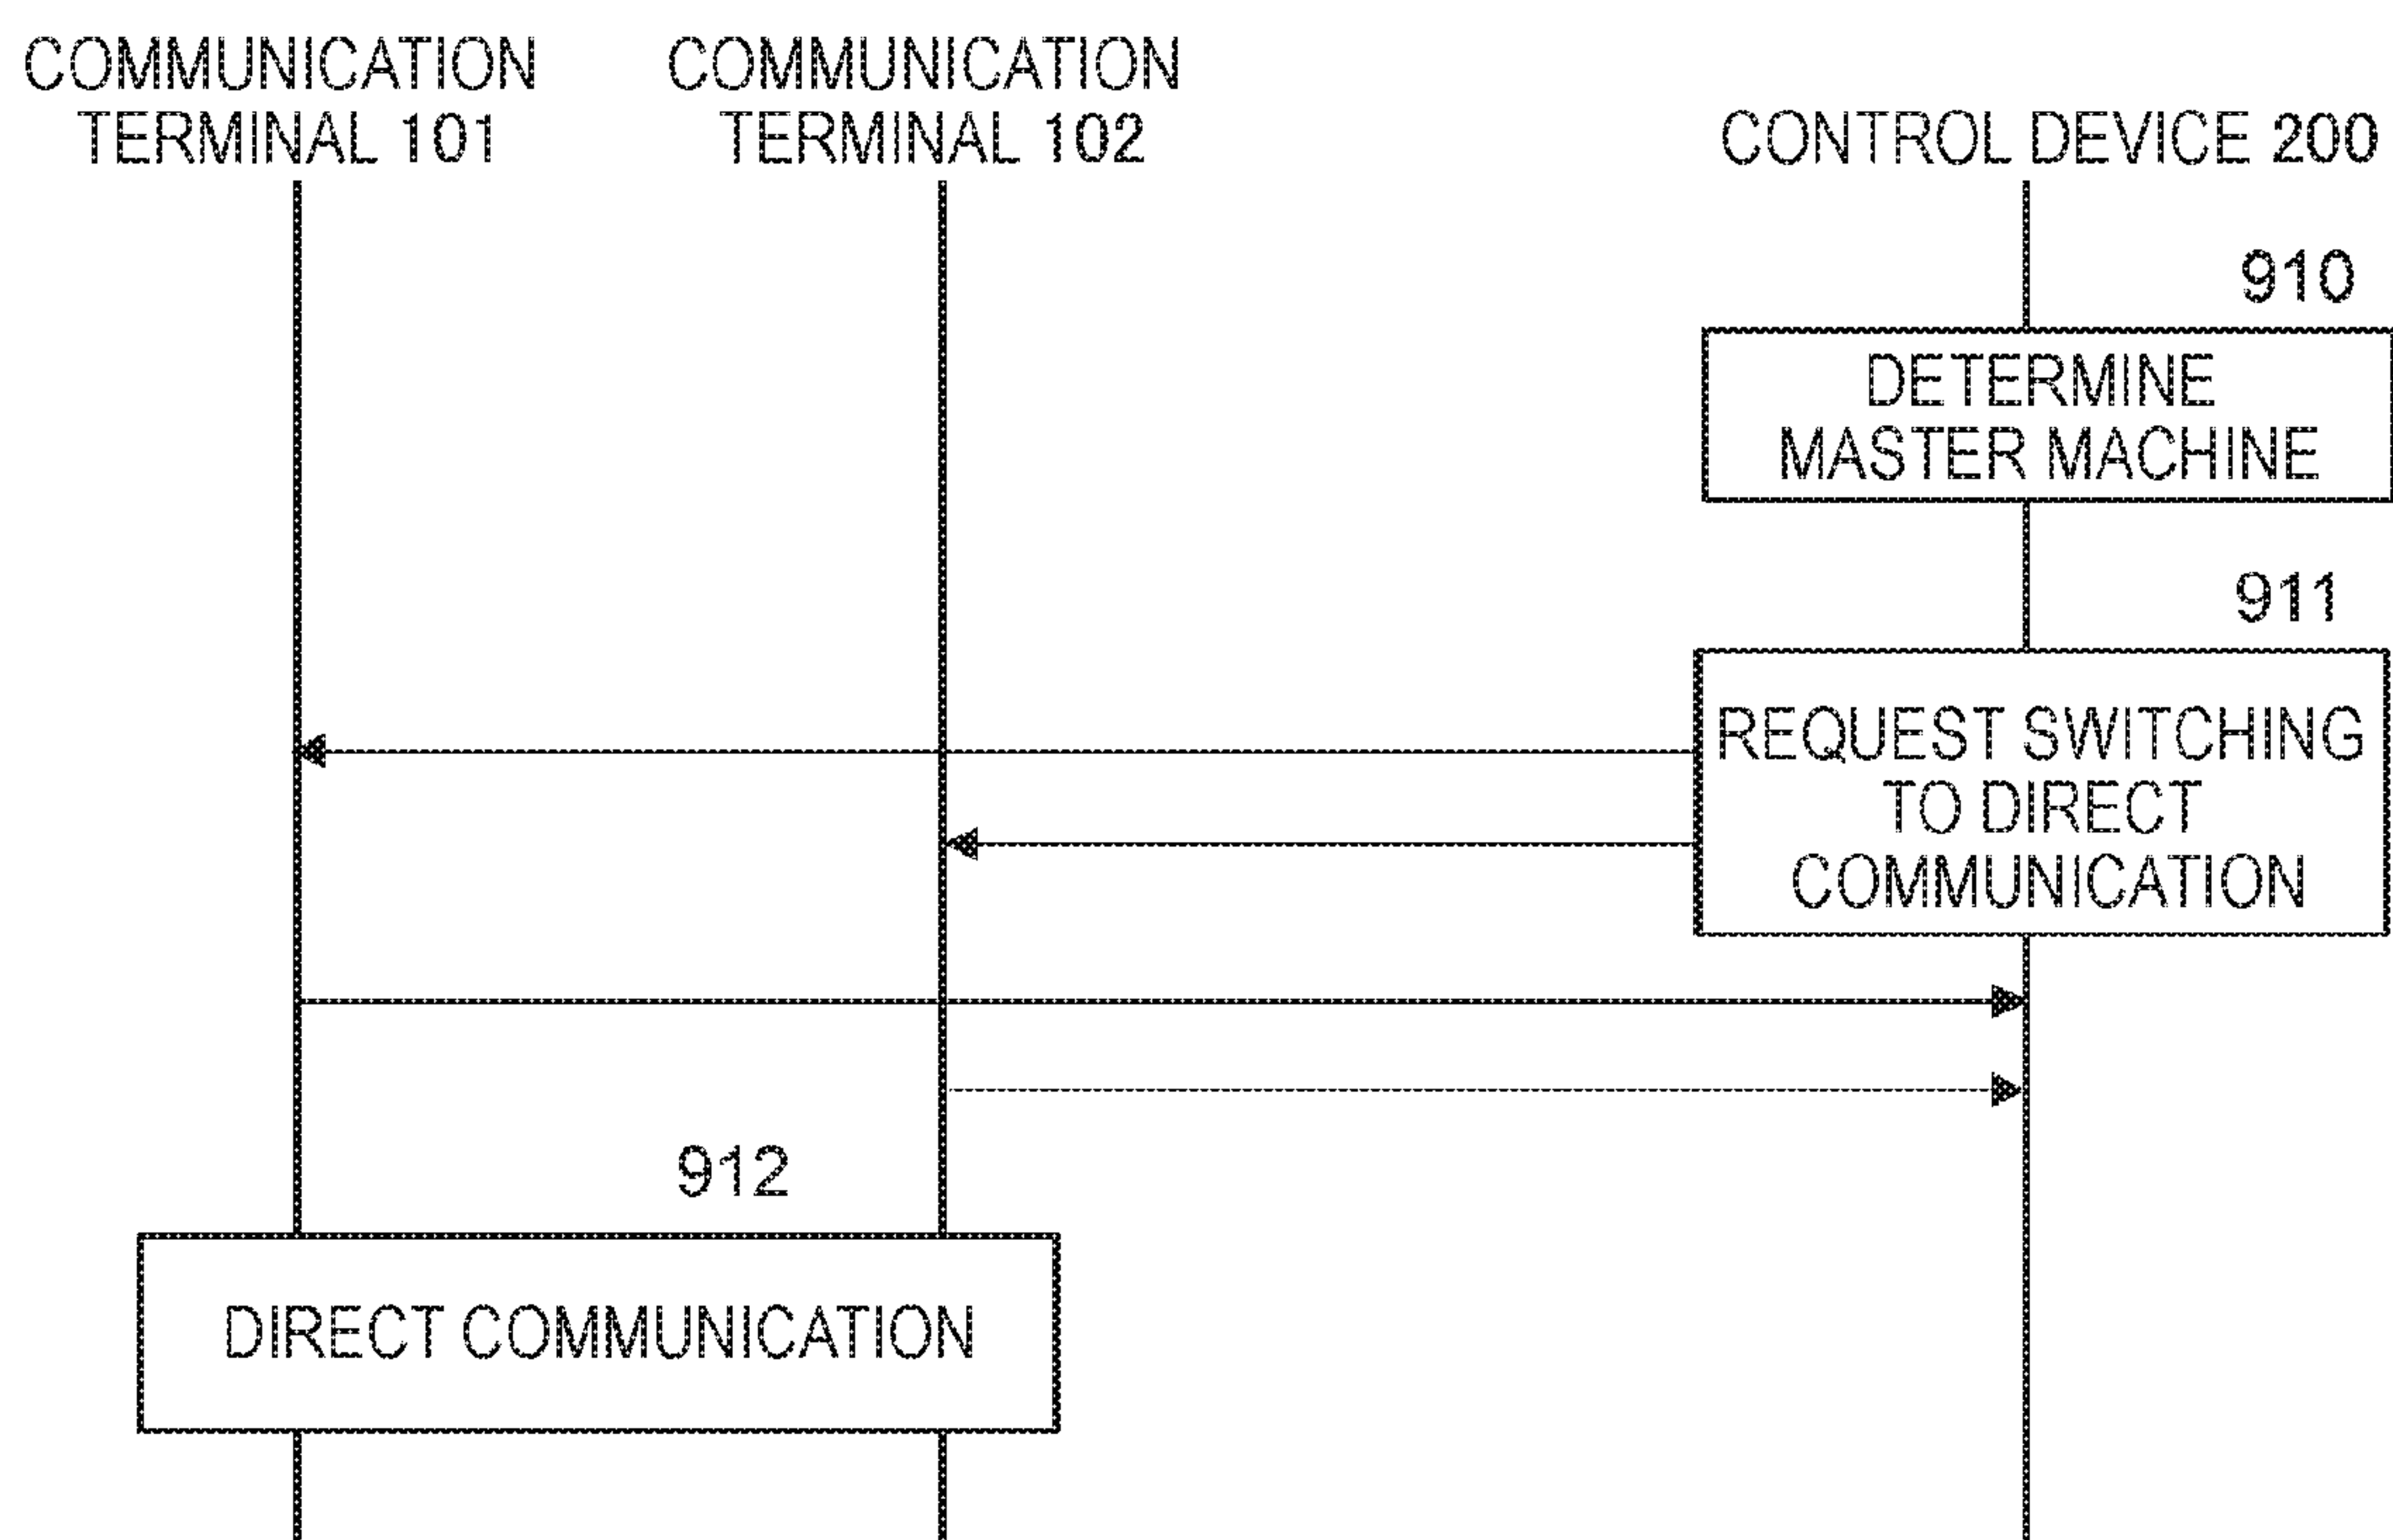 COMMUNICATION
TERMINAL 101
COMMUNICATION
TERMINAL 102
CONTROL DEVICE 200
910
DETERMINE
MASTER MACHINE
911
REQUEST SWITCHING
TO DIRECT
COMMUNICATION
912
DIRECT COMMUNICATION